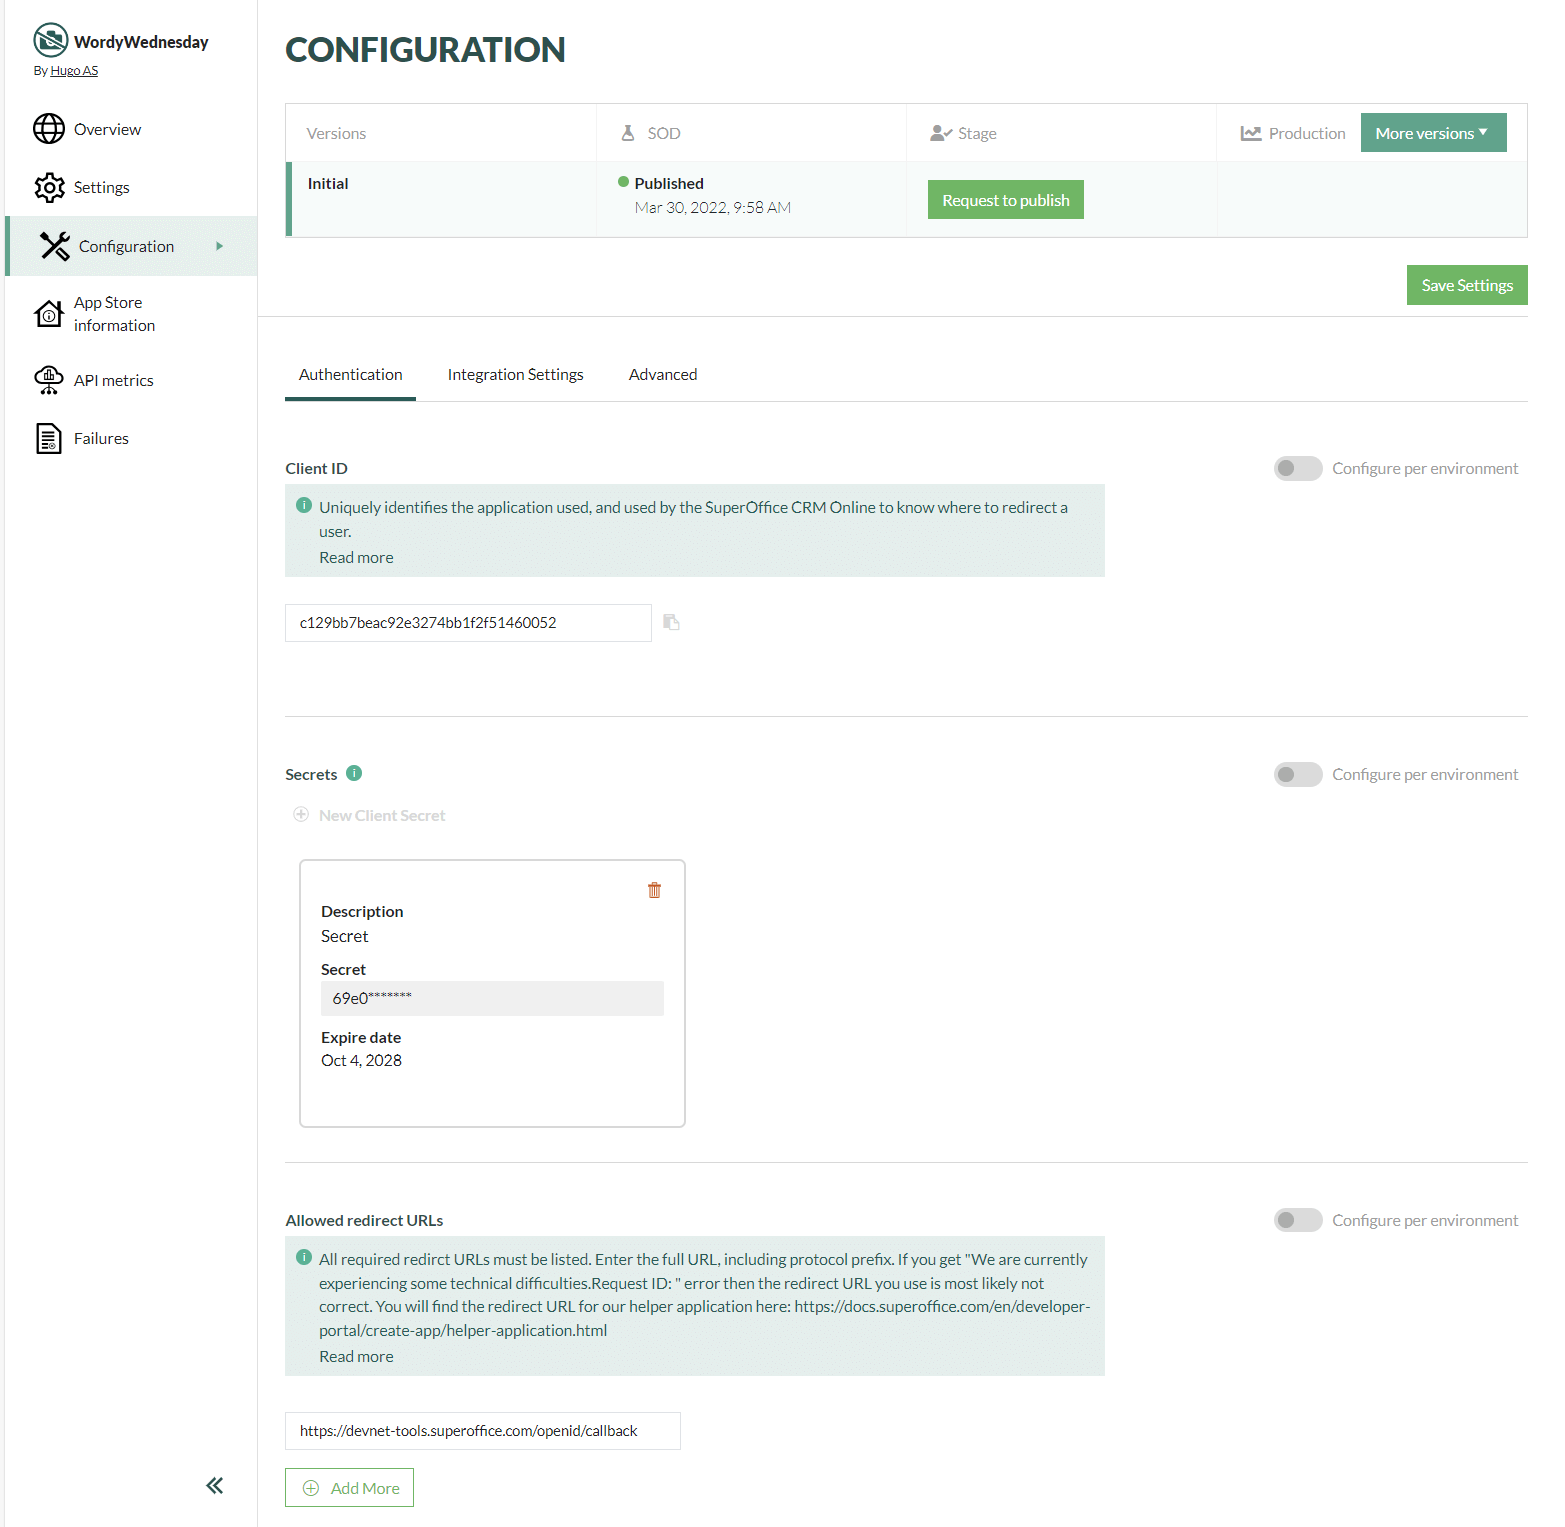 WordyWednesday
By Hugo AS
Overview
Settings
Configuration
App Store
information
API metrics
Failures
CONFIGURATION
Versions
SOD
Stage
Production
More versions
Initial
Published
Mar 30, 2022, 9:58 AM
Request to publish
Save Settings
Authentication
Integration Settings
Advanced
Client ID
Configure per environment
Uniquely identifies the application used, and used by the SuperOffice CRM Online to know where to redirect a
user.
Read more
c129bb7beac92e3274bb1f2f51460052
Secrets
Configure per environment
New Client Secret
Description
Secret
Secret
69e0*******
Expire date
Oct 4, 2028
Allowed redirect URLs
Configure per environment
All required redirct URLs must be listed. Enter the full URL, including protocol prefix. If you get "We are currently
experiencing some technical difficulties.Request ID: " error then the redirect URL you use is most likely not
correct. You will find the redirect URL for our helper application here: https://docs.superoffice.com/en/developer-
portal/create-app/helper-application.html
Read more
https://devnet-tools.superoffice.com/openid/callback
Add More